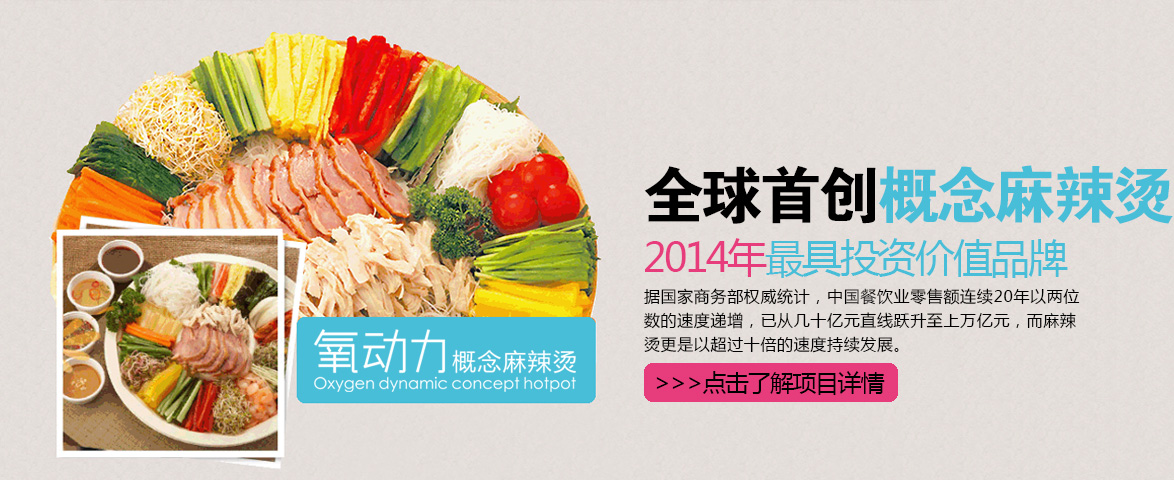 全球首创概念麻辣烫
2014年最具投资价值品牌
据国家商务部权威统计，中国餐饮业零售额连续20年以两位
数的速度递增，已从几十亿元直线跃升至上万亿元，而麻辣
烫更是以超过十倍的速度持续发展。
>>>点击了解项目详情
氧动力 概念麻辣烫
Oxygen dynamic concept hotpot